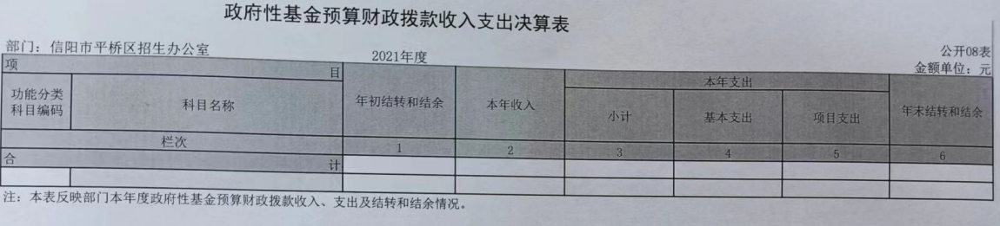 政府性基金预算财政拨款收入支出决算表
公开08表
部门：信阳市平桥区招生办公室 2021年度 金额单位：元
项 目 年初结转和结余 本年收入 本年支出 年末结转和结余
功能分类科目编码 科目名称 小计 基本支出 项目支出
栏次 1 2 3 4 5 6
合 计
注：本表反映部门本年度政府性基金预算财政拨款收入、支出及结转和结余情况。